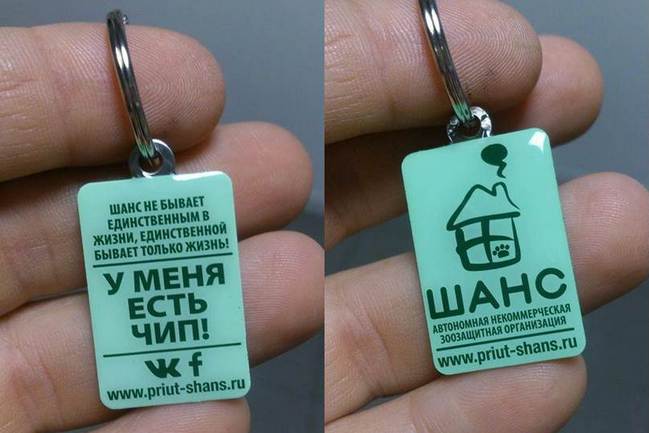 ШАНС НЕ БЫВАЕТ
ЕДИНСТВЕННЫМ В
ЖИЗНИ, ЕДИНСТВЕННОЙ
БЫВАЕТ ТОЛЬКО ЖИЗНЬ!
У МЕНЯ
ЕСТЬ
ЧИП!
www.priut-shans.ru
ШАНС
АВТОНОМНАЯ НЕКОММЕРЧЕСКАЯ
ЗООЗАЩИТНАЯ ОРГАНИЗАЦИЯ
www.priut-shans.ru